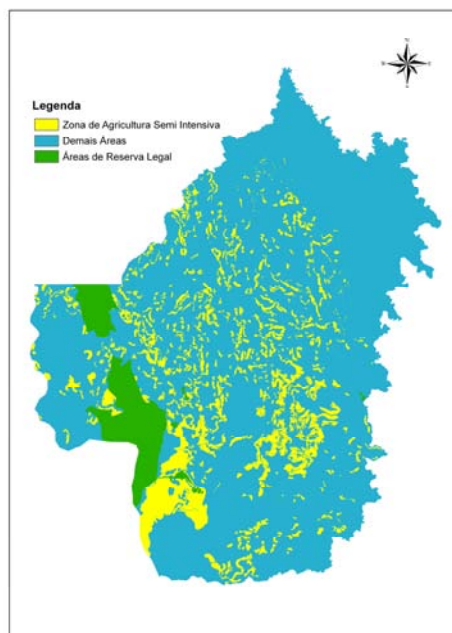 Legenda
Zona de Agricultura Semi Intensiva
Demais Áreas
Áreas de Reserva Legal